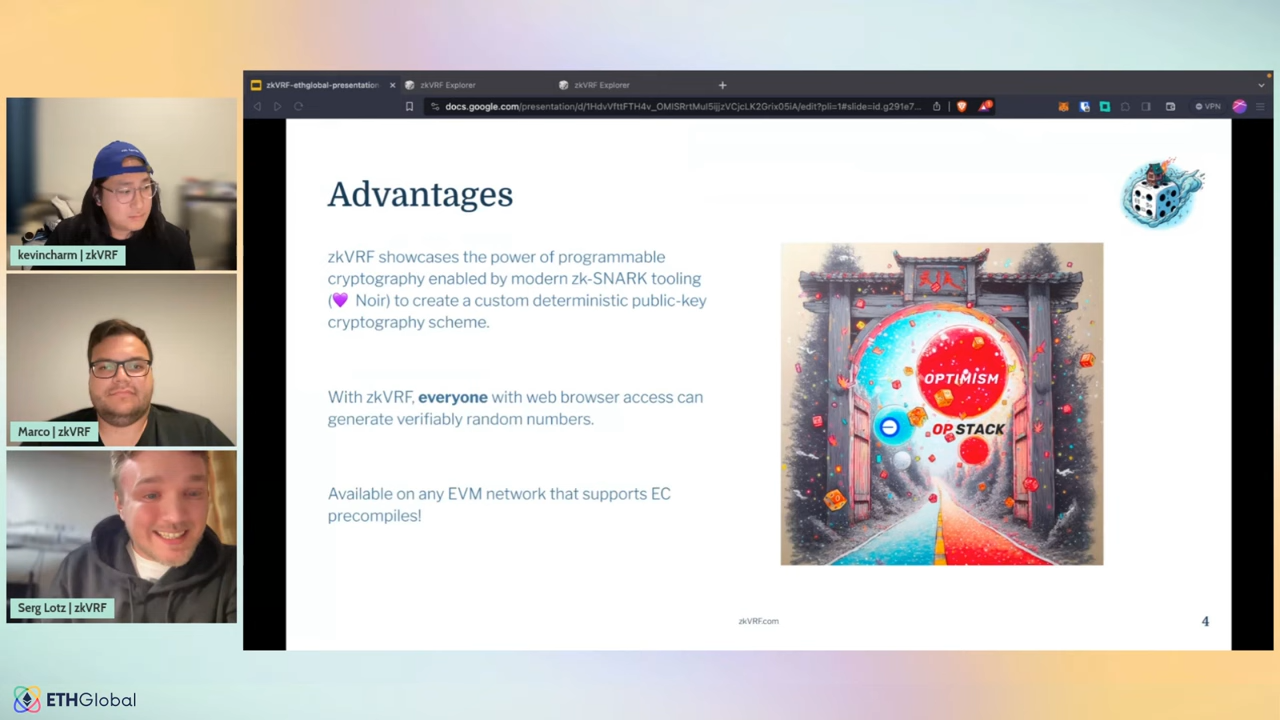 zkVRF-ethglobal-presentation
zkVRF Explorer
zkVRF Explorer
docs.google.com/presentation/d/1HdvVfttFTH4v_OMISRrtMul5ijjzVCjcLK2Grix05iA/edit?pli=1#slide=id.g291e7...
VPN
kevincharm | zkVRF
Marco | zkVRF
Serg Lotz | zkVRF
Advantages
zkVRF showcases the power of programmable
cryptography enabled by modern zk-SNARK tooling
(💜 Noir) to create a custom deterministic public-key
cryptography scheme.
With zkVRF, everyone with web browser access can
generate verifiably random numbers.
Available on any EVM network that supports EC
precompiles!
OPTIMISM
OP STACK
zkVRF.com
4
ETHGlobal